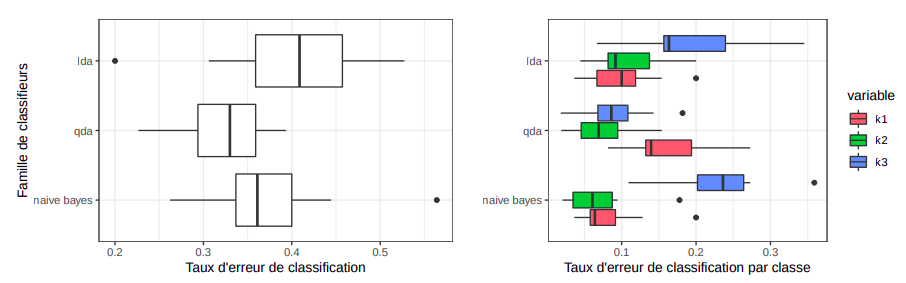 Famille de classifieurs
lda
qda
naive bayes
0.2 0.3 0.4 0.5
Taux d'erreur de classification
lda
qda
naive bayes
0.1 0.2 0.3
Taux d'erreur de classification par classe
variable
k1
k2
k3